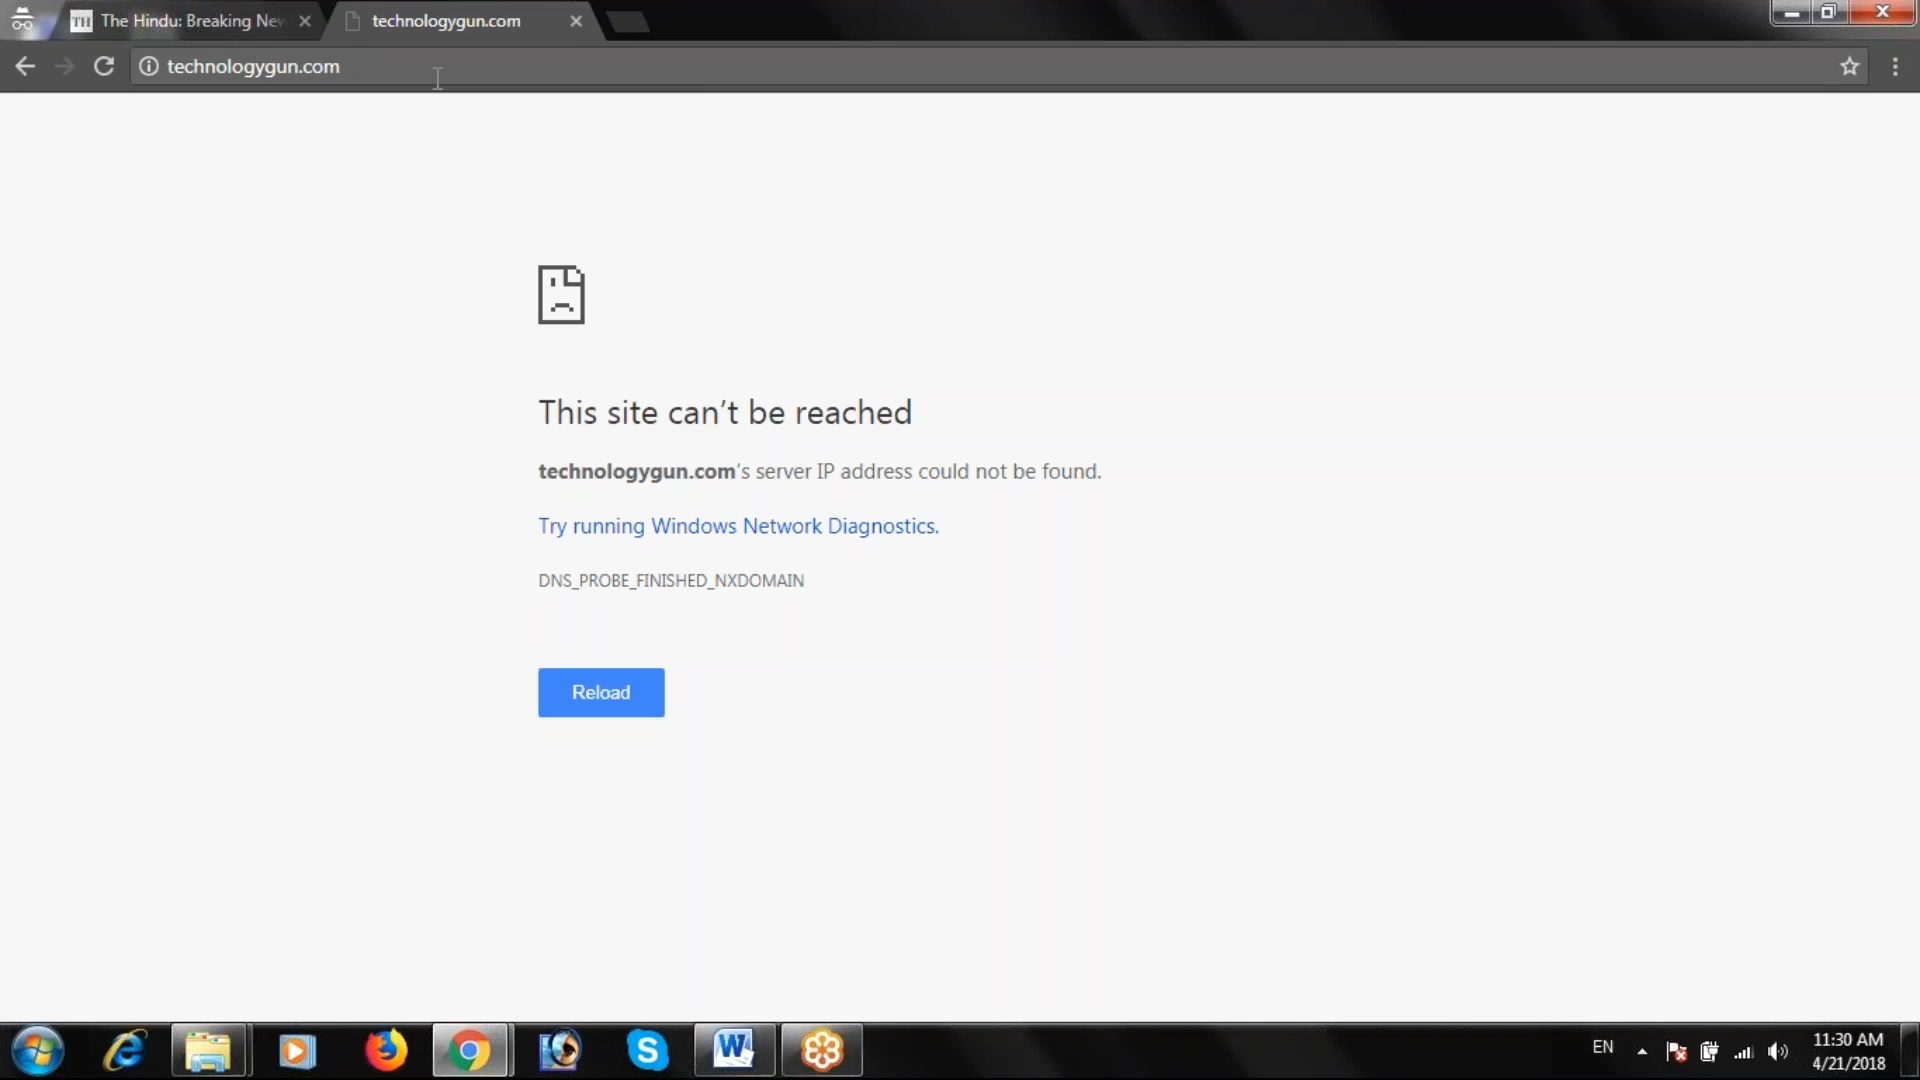 TH The Hindu: Breaking Nev
technologygun.com
technologygun.com
This site can't be reached
technologygun.com's server IP address could not be found.
Try running Windows Network Diagnostics.
DNS_PROBE_FINISHED_NXDOMAIN
Reload
EN
11:30 AM
4/21/2018